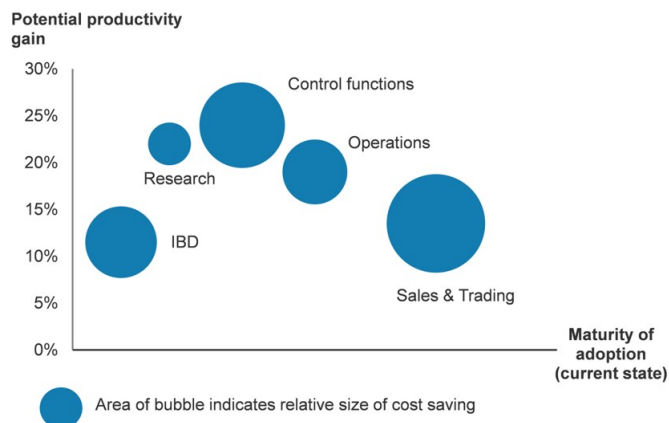 Potential productivity
gain
30%
25%
20%
15%
10%
5%
0%
Control functions
Operations
Research
IBD
Sales & Trading
Maturity of
adoption
(current state)
Area of bubble indicates relative size of cost saving